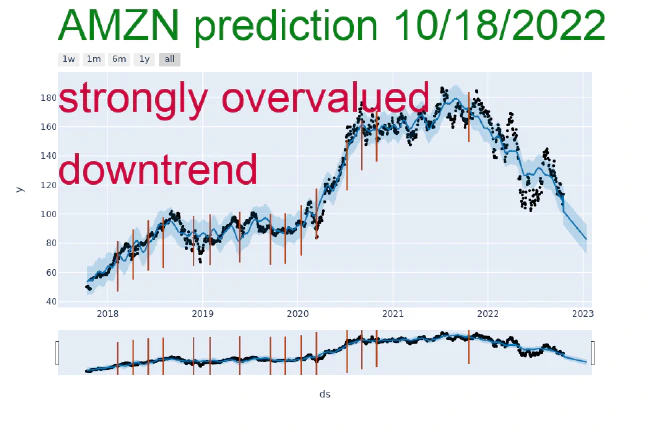 AMZN prediction 10/18/2022
1w 1m 6m 1y all
strongly overvalued
downtrend
y
180
160
140
120
100
80
60
40
2018 2019 2020 2021 2022 2023
ds